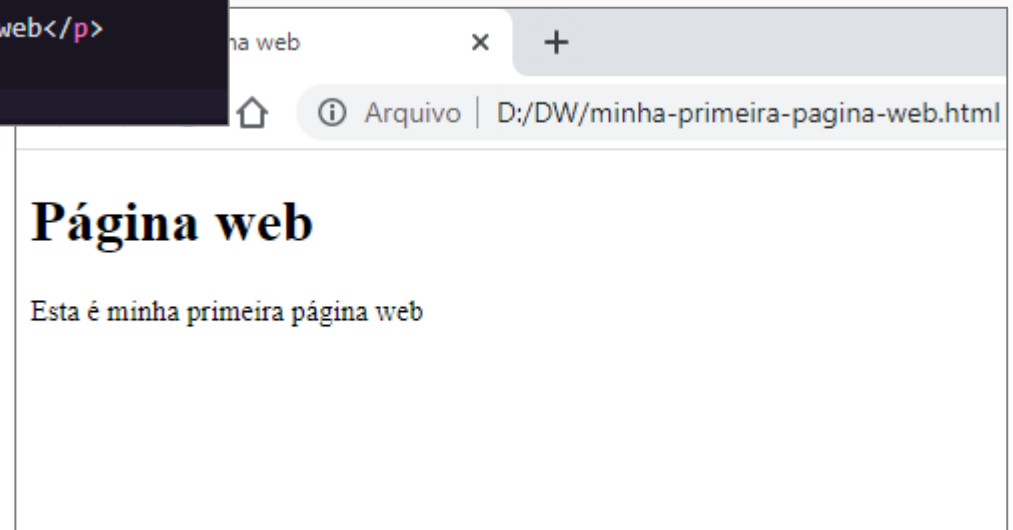 web</p>
na web
Arquivo | D:/DW/minha-primeira-pagina-web.html
Página web
Esta é minha primeira página web